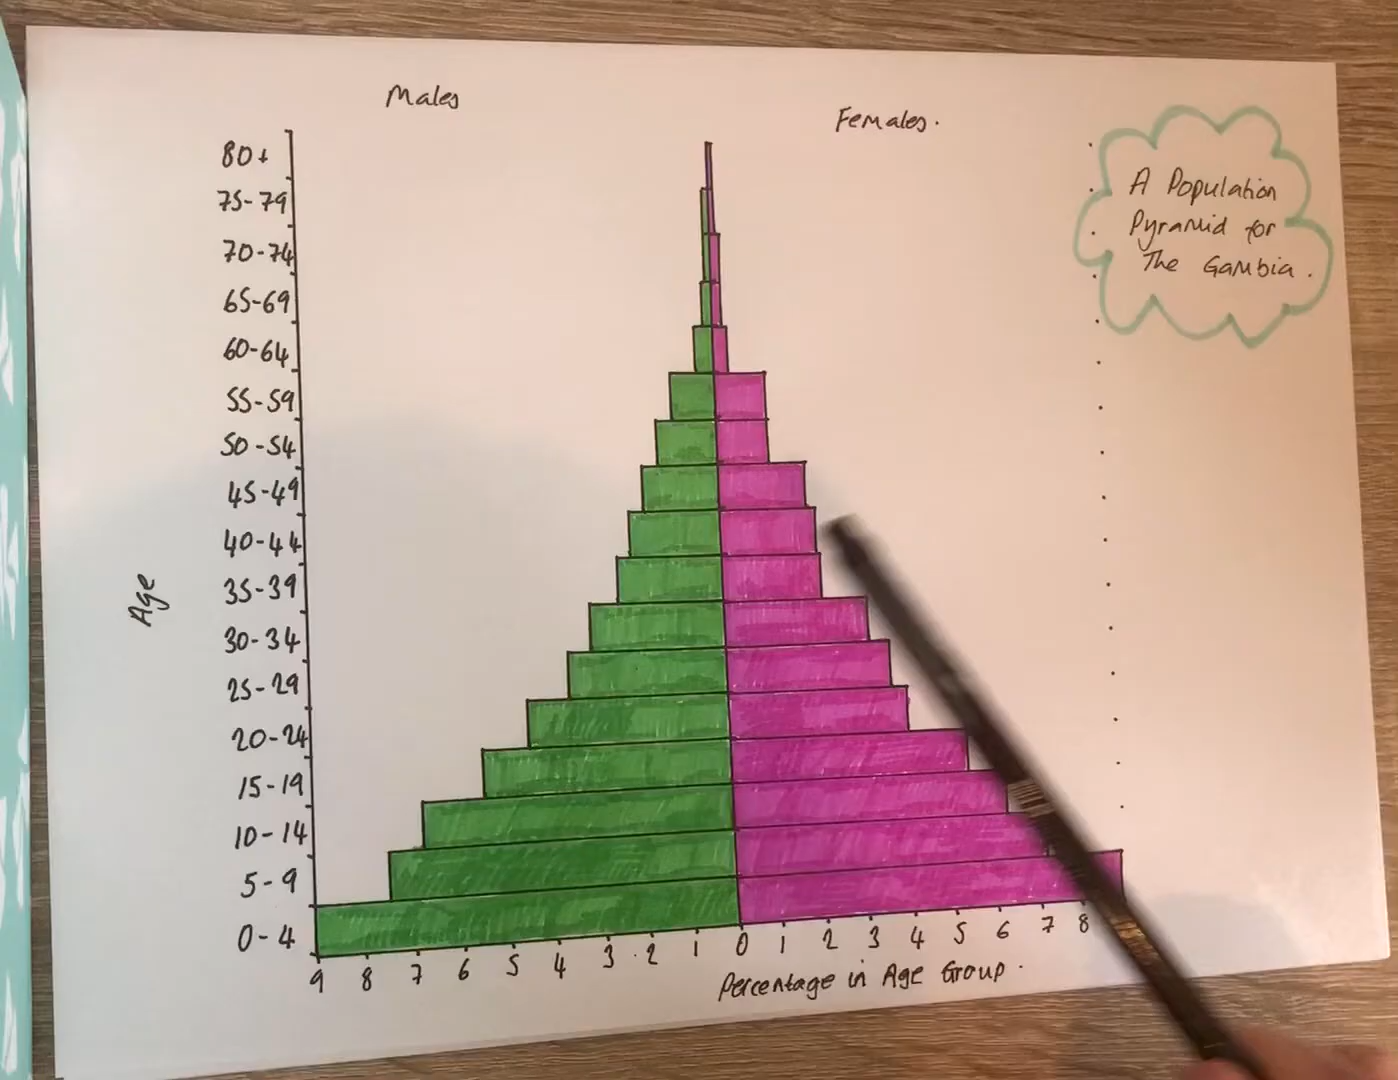 Males
Females.
A Population
Pyramid for
The Gambia.
80+
75-79
70-74
65-69
60-64
55-59
50-54
45-49
40-44
35-39
30-34
25-29
20-24
15-19
10-14
5-9
0-4
Age
9 8 7 6 5 4 3 2 1 0 1 2 3 4 5 6 7 8
Percentage in Age Group.